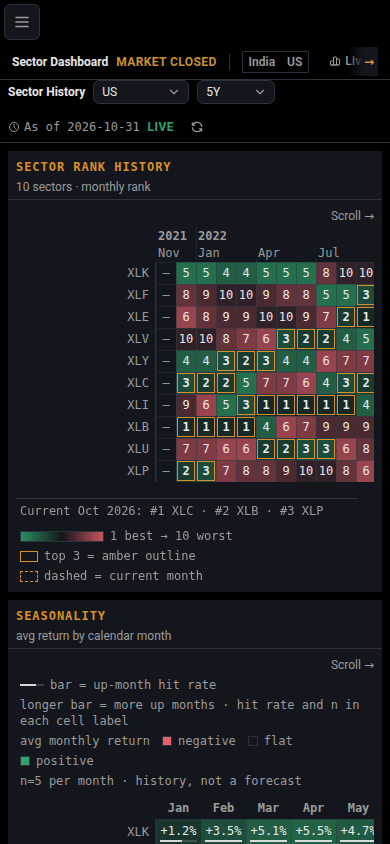 Sector Dashboard MARKET CLOSED India US →
Sector History US 5Y
As of 2026-10-31 LIVE
SECTOR RANK HISTORY
10 sectors · monthly rank
Scroll →
2021 2022
Nov Jan Apr Jul
XLK – 5 5 4 4 5 5 5 8 10 10
XLF – 8 9 10 10 9 8 8 5 5 3
XLE – 6 8 9 9 10 10 9 7 2 1
XLV – 10 10 8 7 6 3 2 2 4 5
XLY – 4 4 3 2 3 4 4 6 7 7
XLC – 3 2 2 5 7 7 6 4 3 2
XLI – 9 6 5 3 1 1 1 1 1 4
XLB – 1 1 1 1 4 6 7 9 9 9
XLU – 7 7 6 6 2 2 3 3 6 8
XLP – 2 3 7 8 8 9 10 10 8 6
Current Oct 2026: #1 XLC · #2 XLB · #3 XLP
1 best → 10 worst
top 3 = amber outline
dashed = current month
SEASONALITY
avg return by calendar month
Scroll →
bar = up-month hit rate
longer bar = more up months · hit rate and n in
each cell label
avg monthly return negative flat
positive
n=5 per month · history, not a forecast
Jan Feb Mar Apr May
XLK +1.2% +3.5% +5.1% +5.5% +4.7%